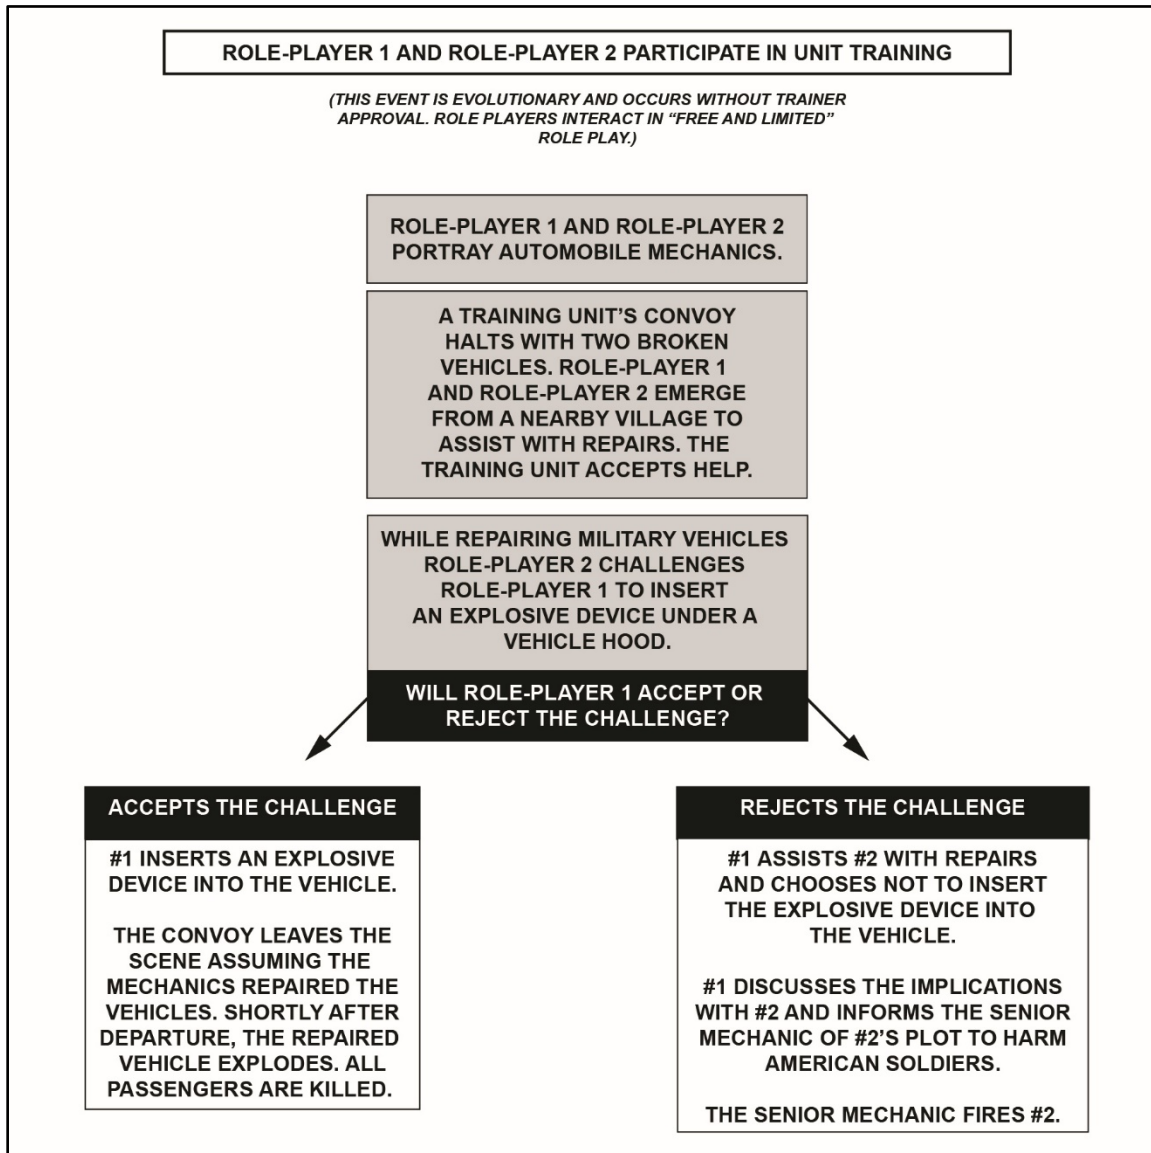 ROLE-PLAYER 1 AND ROLE-PLAYER 2 PARTICIPATE IN UNIT TRAINING
(THIS EVENT IS EVOLUTIONARY AND OCCURS WITHOUT TRAINER
APPROVAL. ROLE PLAYERS INTERACT IN “FREE AND LIMITED”
ROLE PLAY.)
ROLE-PLAYER 1 AND ROLE-PLAYER 2
PORTRAY AUTOMOBILE MECHANICS.
A TRAINING UNIT’S CONVOY
HALTS WITH TWO BROKEN
VEHICLES. ROLE-PLAYER 1
AND ROLE-PLAYER 2 EMERGE
FROM A NEARBY VILLAGE TO
ASSIST WITH REPAIRS. THE
TRAINING UNIT ACCEPTS HELP.
WHILE REPAIRING MILITARY VEHICLES
ROLE-PLAYER 2 CHALLENGES
ROLE-PLAYER 1 TO INSERT
AN EXPLOSIVE DEVICE UNDER A
VEHICLE HOOD.
WILL ROLE-PLAYER 1 ACCEPT OR
REJECT THE CHALLENGE?
ACCEPTS THE CHALLENGE
#1 INSERTS AN EXPLOSIVE
DEVICE INTO THE VEHICLE.
THE CONVOY LEAVES THE
SCENE ASSUMING THE
MECHANICS REPAIRED THE
VEHICLES. SHORTLY AFTER
DEPARTURE, THE REPAIRED
VEHICLE EXPLODES. ALL
PASSENGERS ARE KILLED.
REJECTS THE CHALLENGE
#1 ASSISTS #2 WITH REPAIRS
AND CHOOSES NOT TO INSERT
THE EXPLOSIVE DEVICE INTO
THE VEHICLE.
#1 DISCUSSES THE IMPLICATIONS
WITH #2 AND INFORMS THE SENIOR
MECHANIC OF #2’S PLOT TO HARM
AMERICAN SOLDIERS.
THE SENIOR MECHANIC FIRES #2.